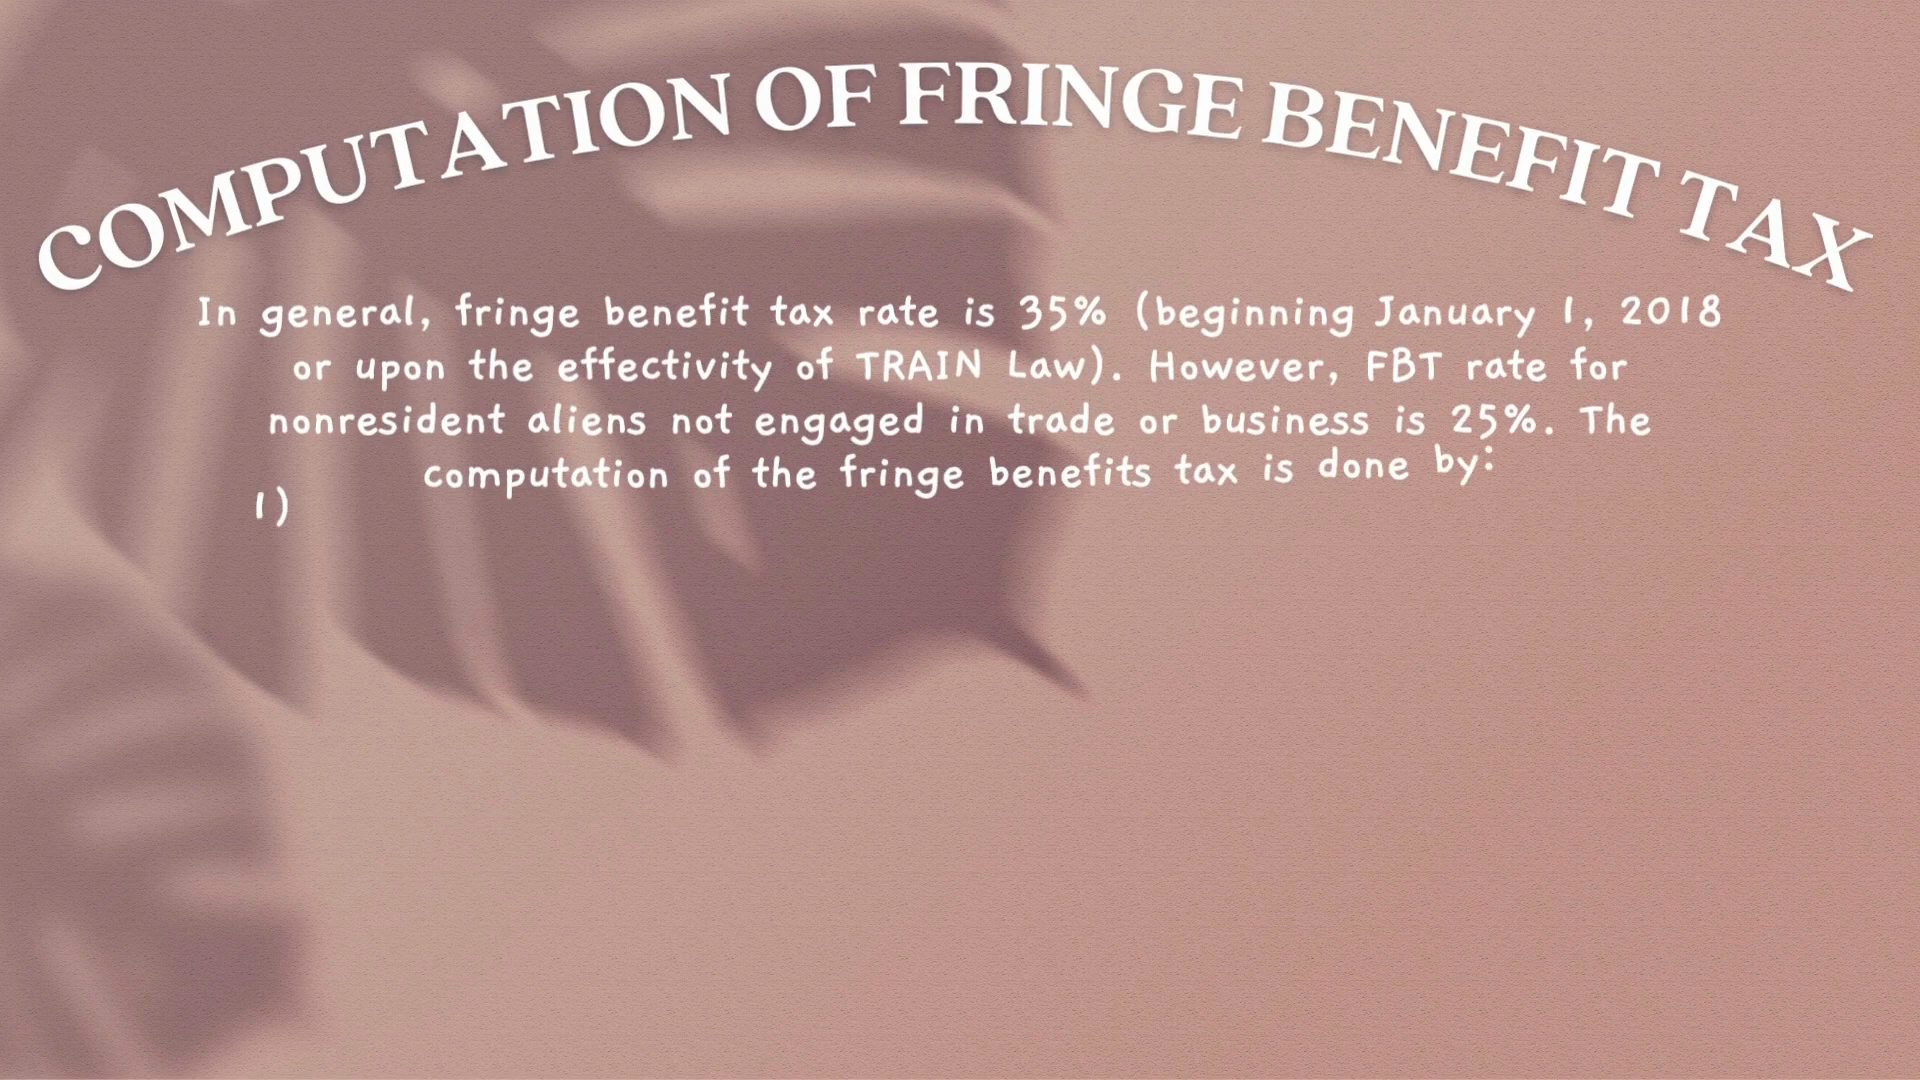 COMPUTATION OF FRINGE BENEFIT TAX
In general, fringe benefit tax rate is 35% (beginning January 1, 2018
or upon the effectivity of TRAIN Law). However, FBT rate for
nonresident aliens not engaged in trade or business is 25%. The
computation of the fringe benefits tax is done by:
1)